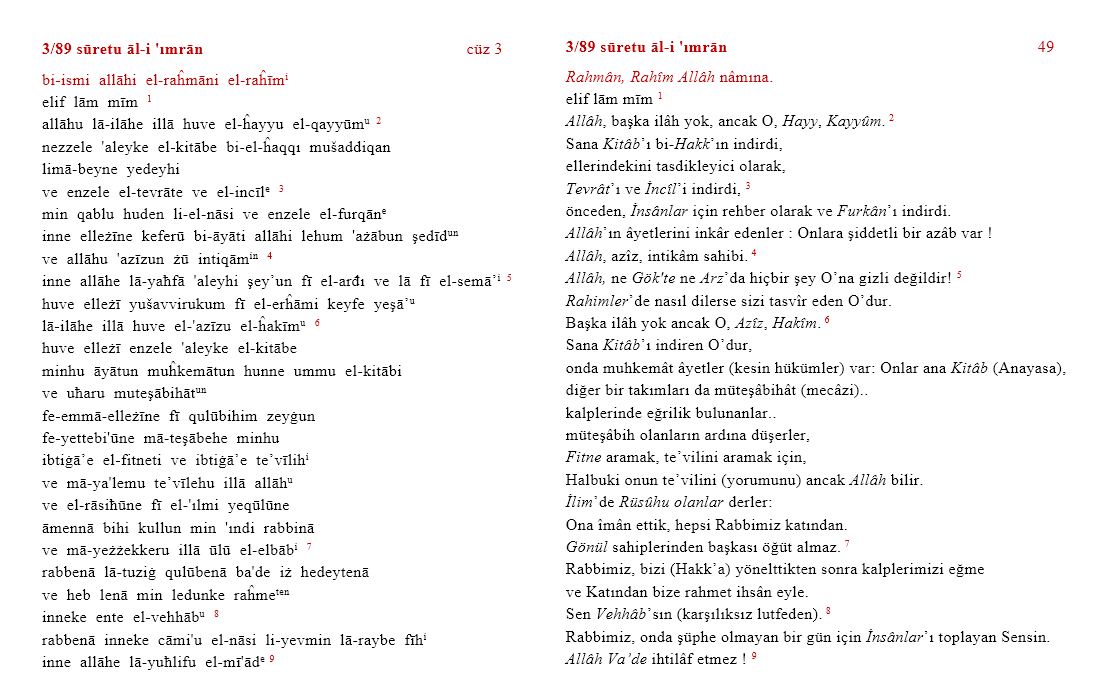 3/89 sūretu āl-i 'ımrān cüz 3
bi-ismi allāhi el-raĥmāni el-raĥīmⁱ
elif lām mīm ¹
allāhu lā-ilāhe illā huve el-ĥayyu el-qayyūmᵘ ²
nezzele 'aleyke el-kitābe bi-el-ĥaqqı mušaddiqan
limā-beyne yedeyhi
ve enzele el-tevrāte ve el-incīlᵉ ³
min qablu huden li-el-nāsi ve enzele el-furqānᵉ
inne elleżīne keferū bi-āyāti allāhi lehum 'ażābun şedīdᵘⁿ
ve allāhu 'azīzun żū intiqāmⁱⁿ ⁴
inne allāhe lā-yaħfā 'aleyhi şey’un fī el-arđı ve lā fī el-semā’ⁱ ⁵
huve elleżī yušavvirukum fī el-erĥāmi keyfe yeşā’ᵘ
lā-ilāhe illā huve el-'azīzu el-ĥakīmᵘ ⁶
huve elleżī enzele 'aleyke el-kitābe
minhu āyātun muĥkemātun hunne ummu el-kitābi
ve uħaru muteşābihātᵘⁿ
fe-emmā-elleżīne fī qulūbihim zeyġun
fe-yettebi'ūne mā-teşābehe minhu
ibtiġā’e el-fitneti ve ibtiġā’e te’vīlihⁱ
ve mā-ya'lemu te’vīlehu illā allāhᵘ
ve el-rāsiħūne fī el-'ılmi yeqūlūne
āmennā bihi kullun min 'ındi rabbinā
ve mā-yeżżekkeru illā ūlū el-elbābⁱ ⁷
rabbenā lā-tuziġ qulūbenā ba'de iż hedeytenā
ve heb lenā min ledunke raĥmeᵗᵉⁿ
inneke ente el-vehhābᵘ ⁸
rabbenā inneke cāmi'u el-nāsi li-yevmin lā-raybe fīhⁱ
inne allāhe lā-yuħlifu el-mī'ādᵉ ⁹
3/89 sūretu āl-i 'ımrān 49
Rahmân, Rahîm Allâh nâmına.
elif lām mīm ¹
Allâh, başka ilâh yok, ancak O, Hayy, Kayyûm. ²
Sana Kitâb’ı bi-Hakk’ın indirdi,
ellerindekini tasdikleyici olarak,
Tevrât’ı ve İncîl’i indirdi, ³
önceden, İnsânlar için rehber olarak ve Furkân’ı indirdi.
Allâh’ın âyetlerini inkâr edenler : Onlara şiddetli bir azâb var !
Allâh, azîz, intikâm sahibi. ⁴
Allâh, ne Gök'te ne Arz’da hiçbir şey O’na gizli değildir! ⁵
Rahimler’de nasıl dilerse sizi tasvîr eden O’dur.
Başka ilâh yok ancak O, Azîz, Hakîm. ⁶
Sana Kitâb’ı indiren O’dur,
onda muhkemât âyetler (kesin hükümler) var: Onlar ana Kitâb (Anayasa),
diğer bir takımları da müteşâbihât (mecâzi)..
kalplerinde eğrilik bulunanlar..
müteşâbih olanların ardına düşerler,
Fitne aramak, te’vilini aramak için,
Halbuki onun te’vilini (yorumunu) ancak Allâh bilir.
İlim’de Rüsûhu olanlar derler:
Ona îmân ettik, hepsi Rabbimiz katından.
Gönül sahiplerinden başkası öğüt almaz. ⁷
Rabbimiz, bizi (Hakk’a) yönelttikten sonra kalplerimizi eğme
ve Katından bize rahmet ihsân eyle.
Sen Vehhâb’sın (karşılıksız lutfeden). ⁸
Rabbimiz, onda şüphe olmayan bir gün için İnsânlar’ı toplayan Sensin.
Allâh Va’de ihtilâf etmez ! ⁹